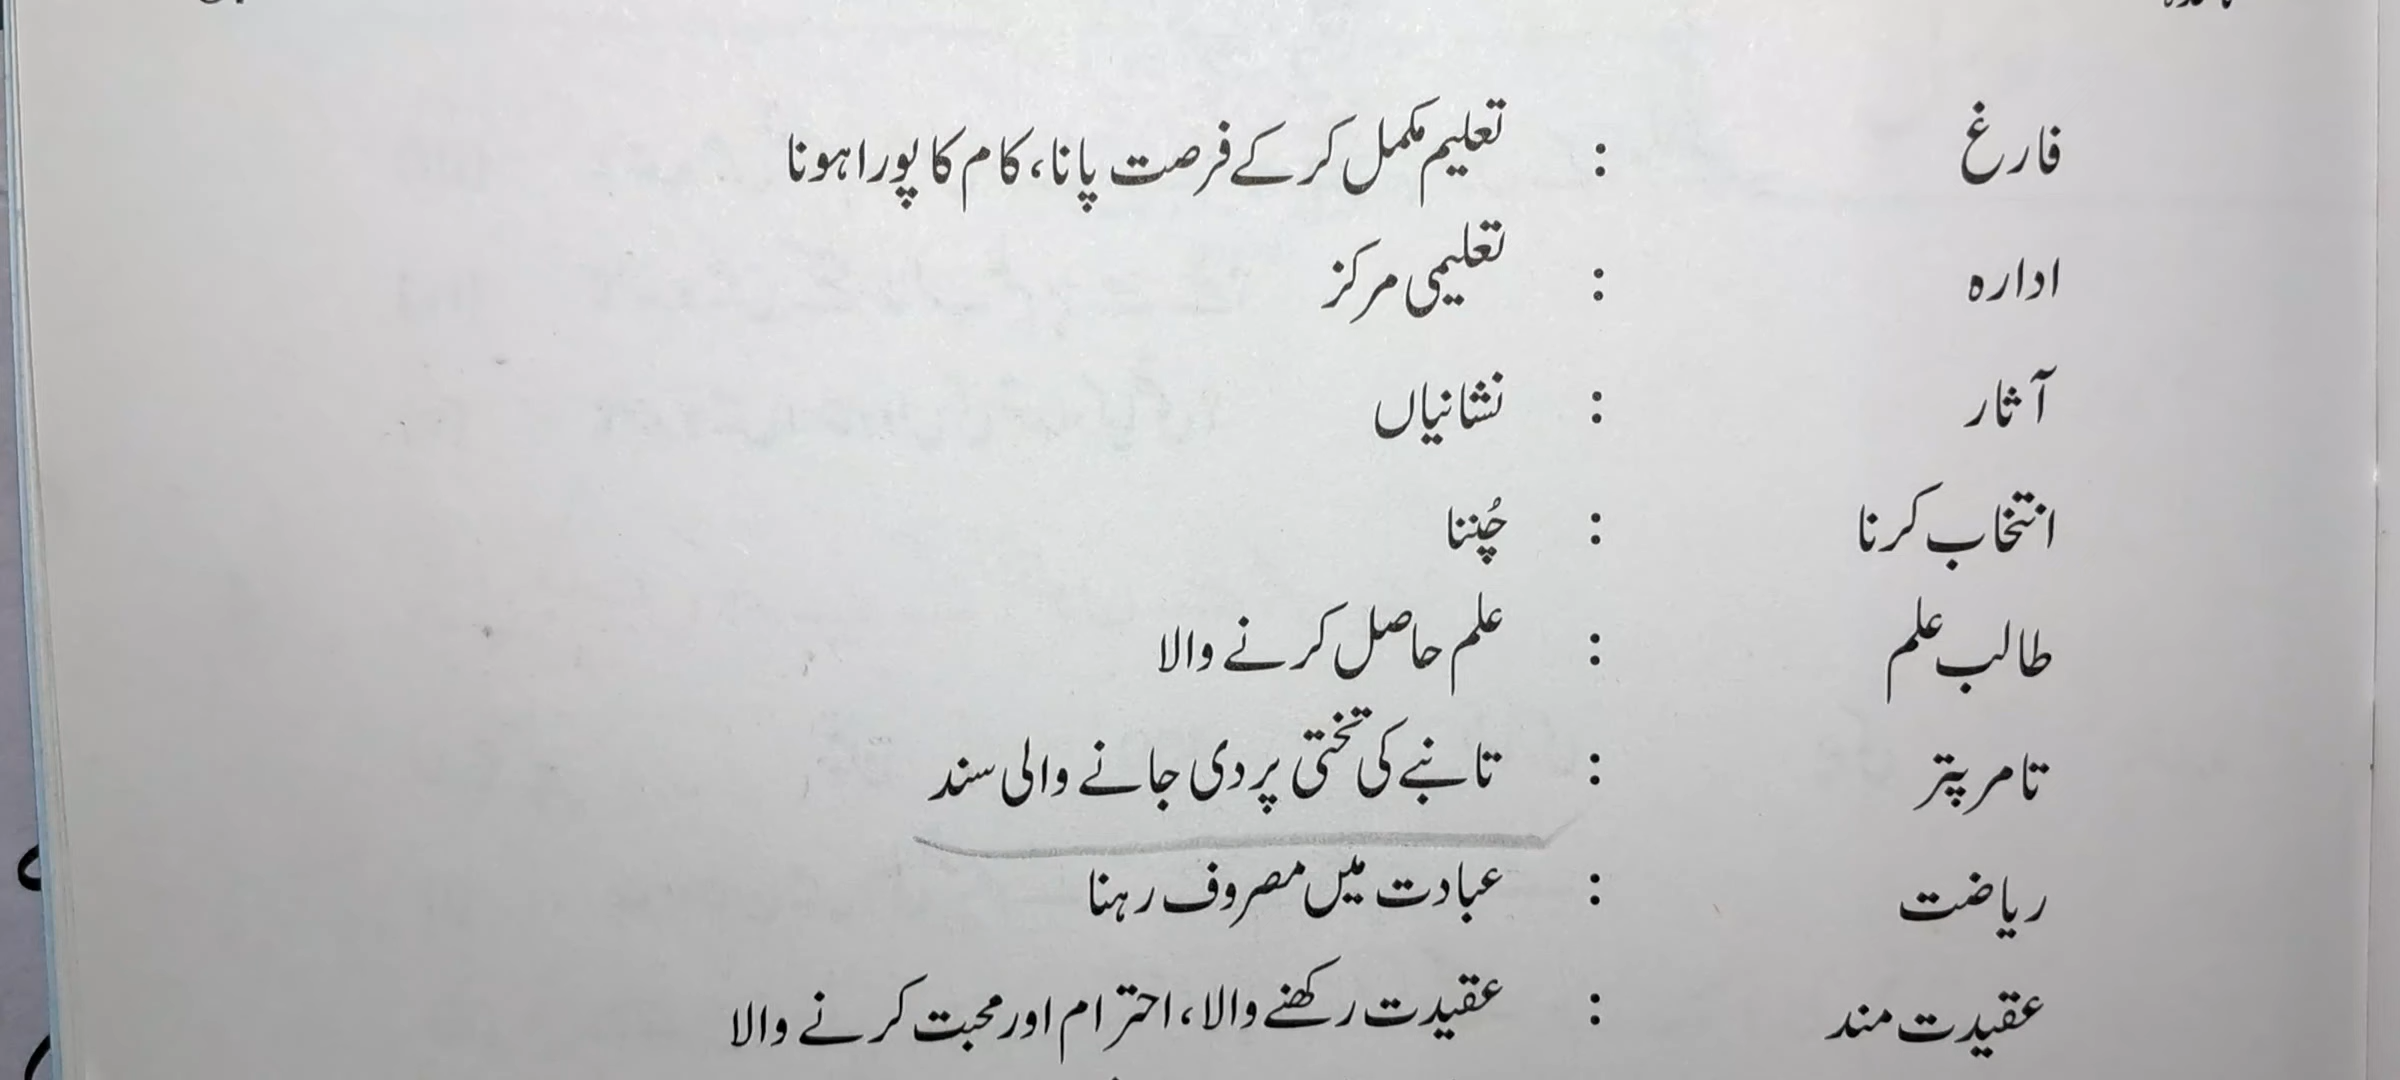 فارغ : تعلیم مکمل کر کے فرصت پانا، کام کا پورا ہونا
ادارہ : تعلیمی مرکز
آثار : نشانیاں
انتخاب کرنا : چُننا
طالب علم : علم حاصل کرنے والا
تامر پتر : تانبے کی تختی پر دی جانے والی سند
ریاضت : عبادت میں مصروف رہنا
عقیدت مند : عقیدت رکھنے والا، احترام اور محبت کرنے والا